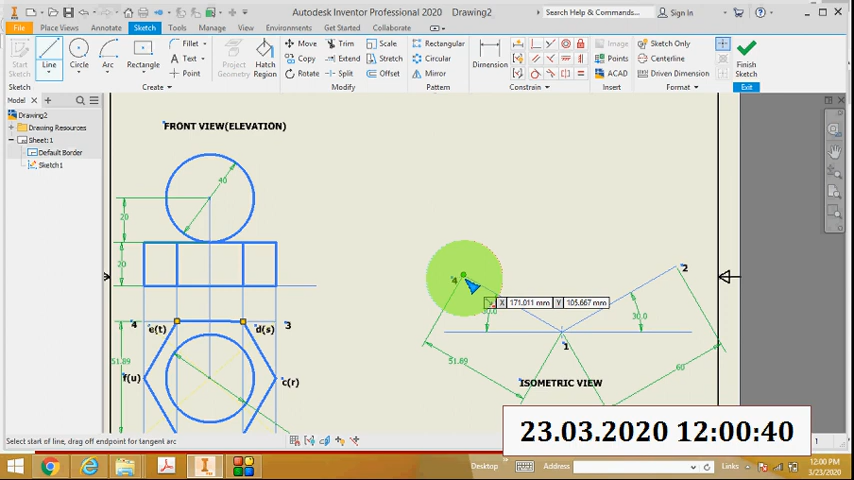 Autodesk Inventor Professional 2020 Drawing2
Search Help & Commands...
Sign In
File Place Views Annotate Sketch Tools Manage View Environments Get Started Collaborate
Start Sketch
Sketch
Line
Circle
Arc
Rectangle
Fillet
Text
Point
Create
Project Geometry
Hatch Region
Move
Copy
Rotate
Trim
Extend
Split
Scale
Stretch
Offset
Modify
Rectangular
Circular
Mirror
Pattern
Dimension
Constrain
Image
Points
ACAD
Insert
Sketch Only
Centerline
Driven Dimension
Format
Finish Sketch
Exit
Model
Drawing2
Drawing Resources
Sheet:1
Default Border
Sketch1
FRONT VIEW(ELEVATION)
40
20
20
4
e(t)
d(s)
3
51.89
f(u)
c(r)
4
X 171.011 mm Y 105.667 mm
30.0
30.0
2
1
51.89
60
ISOMETRIC VIEW
23.03.2020 12:00:40
Select start of line, drag off endpoint for tangent arc
1
Desktop
Address
Links
12:00 PM
3/23/2020